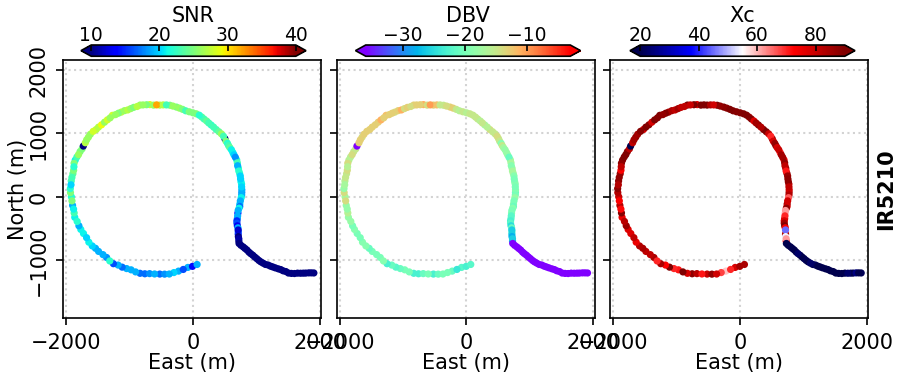 SNR DBV Xc
10 20 30 40 −30 −20 −10 20 40 60 80
2000
1000
0
−1000
North (m)
IR5210
−2000 0 2000 −2000 0 2000 −2000 0 2000
East (m) East (m) East (m)